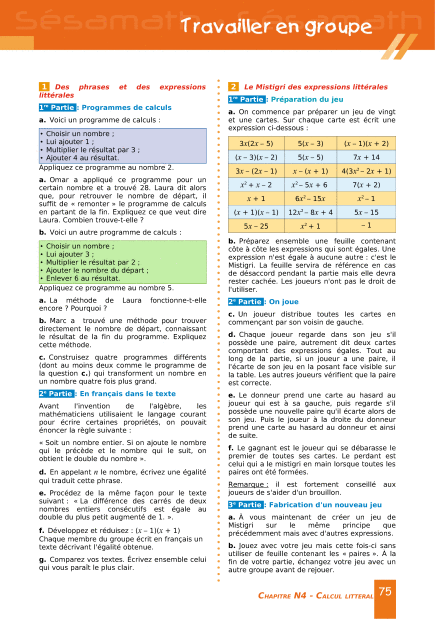 Sésamath Sésamath
Travailler en groupe
1 Des phrases et des expressions
littérales
1re Partie : Programmes de calculs
a. Voici un programme de calculs :
• Choisir un nombre ;
• Lui ajouter 1 ;
• Multiplier le résultat par 3 ;
• Ajouter 4 au résultat.
Appliquez ce programme au nombre 2.
a. Omar a appliqué ce programme pour un
certain nombre et a trouvé 28. Laura dit alors
que, pour retrouver le nombre de départ, il
suffit de « remonter » le programme de calculs
en partant de la fin. Expliquez ce que veut dire
Laura. Combien trouve-t-elle ?
b. Voici un autre programme de calculs :
• Choisir un nombre ;
• Lui ajouter 3 ;
• Multiplier le résultat par 2 ;
• Ajouter le nombre du départ ;
• Enlever 6 au résultat.
Appliquez ce programme au nombre 5.
a. La méthode de Laura fonctionne-t-elle
encore ? Pourquoi ?
b. Marc a trouvé une méthode pour trouver
directement le nombre de départ, connaissant
le résultat de la fin du programme. Expliquez
cette méthode.
c. Construisez quatre programmes différents
(dont au moins deux comme le programme de
la question c.) qui transforment un nombre en
un nombre quatre fois plus grand.
2e Partie : En français dans le texte
Avant l'invention de l'algèbre, les
mathématiciens utilisaient le langage courant
pour écrire certaines propriétés, on pouvait
énoncer la règle suivante :
« Soit un nombre entier. Si on ajoute le nombre
qui le précède et le nombre qui le suit, on
obtient le double du nombre ».
d. En appelant n le nombre, écrivez une égalité
qui traduit cette phrase.
e. Procédez de la même façon pour le texte
suivant : « La différence des carrés de deux
nombres entiers consécutifs est égale au
double du plus petit augmenté de 1. ».
f. Développez et réduisez : (x – 1)(x + 1)
Chaque membre du groupe écrit en français un
texte décrivant l'égalité obtenue.
g. Comparez vos textes. Écrivez ensemble celui
qui vous paraît le plus clair.
2 Le Mistigri des expressions littérales
1re Partie : Préparation du jeu
a. On commence par préparer un jeu de vingt
et une cartes. Sur chaque carte est écrit une
expression ci-dessous :
3x(2x – 5) 5(x – 3) (x – 1)(x + 2)
(x – 3)(x – 2) 5(x – 5) 7x + 14
3x – (2x – 1) x – (x + 1) 4(3x² – 2x + 1)
x² + x – 2 x² – 5x + 6 7(x + 2)
x + 1 6x² – 15x x² – 1
(x + 1)(x – 1) 12x² – 8x + 4 5x – 15
5x – 25 x² + 1 – 1
b. Préparez ensemble une feuille contenant
côte à côte les expressions qui sont égales. Une
expression n'est égale à aucune autre : c'est le
Mistigri. La feuille servira de référence en cas
de désaccord pendant la partie mais elle devra
rester cachée. Les joueurs n'ont pas le droit de
l'utiliser.
2e Partie : On joue
c. Un joueur distribue toutes les cartes en
commençant par son voisin de gauche.
d. Chaque joueur regarde dans son jeu s'il
possède une paire, autrement dit deux cartes
comportant des expressions égales. Tout au
long de la partie, si un joueur a une paire, il
l'écarte de son jeu en la posant face visible sur
la table. Les autres joueurs vérifient que la paire
est correcte.
e. Le donneur prend une carte au hasard au
joueur qui est à sa gauche, puis regarde s'il
possède une nouvelle paire qu'il écarte alors de
son jeu. Puis le joueur à la droite du donneur
prend une carte au hasard du donneur et ainsi
de suite.
f. Le gagnant est le joueur qui se débarasse le
premier de toutes ses cartes. Le perdant est
celui qui a le mistigri en main lorsque toutes les
paires ont été formées.
Remarque : il est fortement conseillé aux
joueurs de s'aider d'un brouillon.
3e Partie : Fabrication d'un nouveau jeu
a. À vous maintenant de créer un jeu de
Mistigri sur le même principe que
précédemment mais avec d'autres expressions.
b. Jouez avec votre jeu mais cette fois-ci sans
utiliser de feuille contenant les « paires ». À la
fin de votre partie, échangez votre jeu avec un
autre groupe avant de rejouer.
Chapitre N4 - Calcul litteral 75